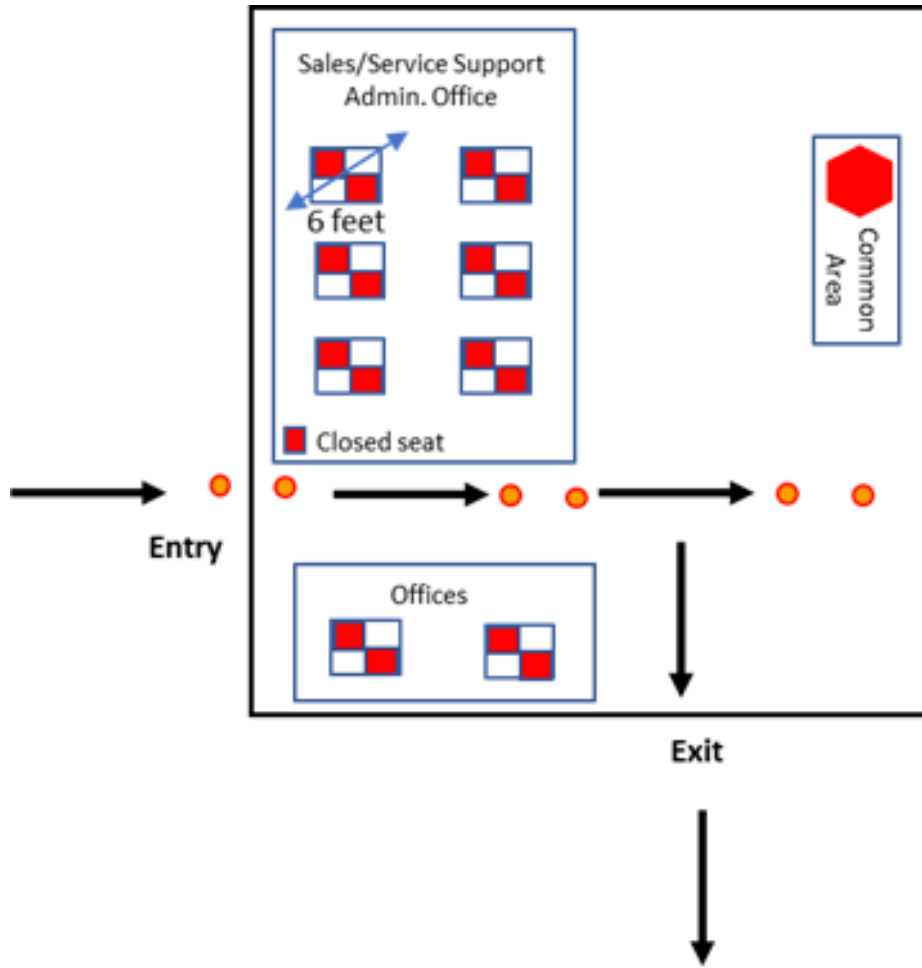 Sales/Service Support
Admin. Office
6 feet
Common
Area
Closed seat
Entry
Offices
Exit